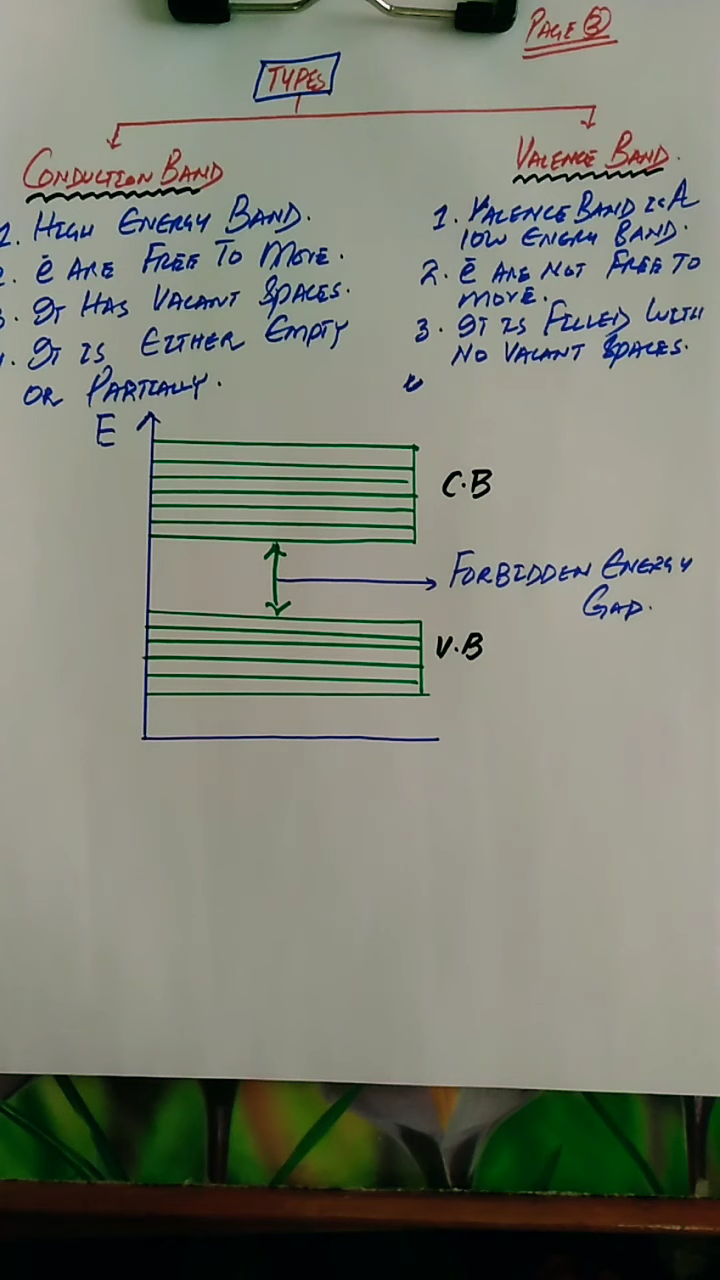 PAGE 3
TYPES
CONDUCTION BAND
1. HIGH ENERGY BAND.
2. ē ARE FREE TO MOVE.
3. IT HAS VACANT SPACES.
4. IT IS EITHER EMPTY
OR PARTIALLY.
VALENCE BAND.
1. VALENCE BAND IS A
LOW ENGRY BAND.
2. ē ARE NOT FREE TO
MOVE.
3. IT IS FILLED WITH
NO VACANT SPACES.
E
C.B
FORBIDDEN ENERGY
GAP.
V.B